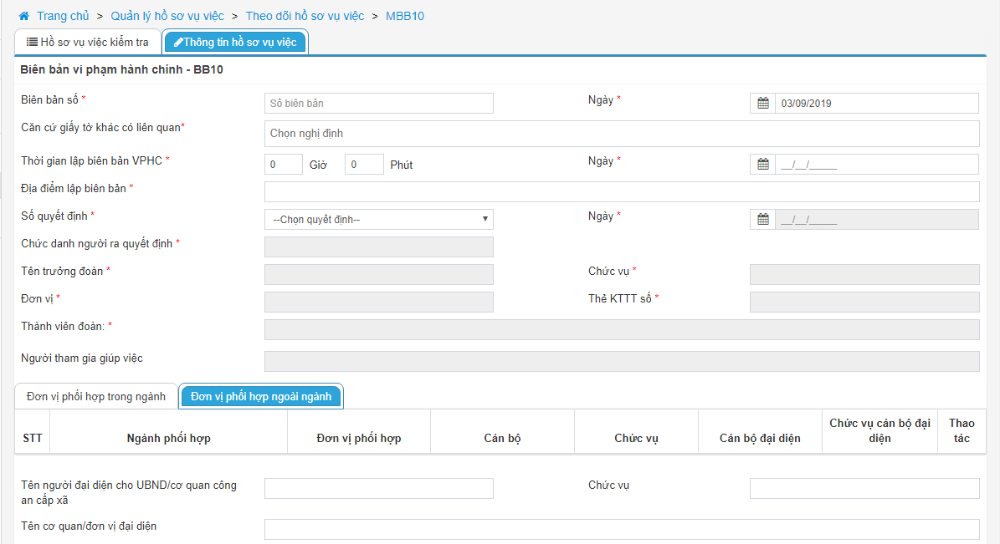 Trang chủ > Quản lý hồ sơ vụ việc > Theo dõi hồ sơ vụ việc > MBB10
Hồ sơ vụ việc kiểm tra Thông tin hồ sơ vụ việc
Biên bản vi phạm hành chính - BB10
Biên bản số * Số biên bản Ngày * 03/09/2019
Căn cứ giấy tờ khác có liên quan* Chọn nghị định
Thời gian lập biên bản VPHC * 0 Giờ 0 Phút Ngày * __/__/____
Địa điểm lập biên bản *
Số quyết định * --Chọn quyết định-- Ngày * __/__/____
Chức danh người ra quyết định *
Tên trưởng đoàn * Chức vụ *
Đơn vị * Thẻ KTTT số *
Thành viên đoàn: *
Người tham gia giúp việc
Đơn vị phối hợp trong ngành Đơn vị phối hợp ngoài ngành
STT Ngành phối hợp Đơn vị phối hợp Cán bộ Chức vụ Cán bộ đại diện Chức vụ cán bộ đại diện Thao tác
Tên người đại diện cho UBND/cơ quan công Chức vụ
an cấp xã
Tên cơ quan/đơn vị đại diện